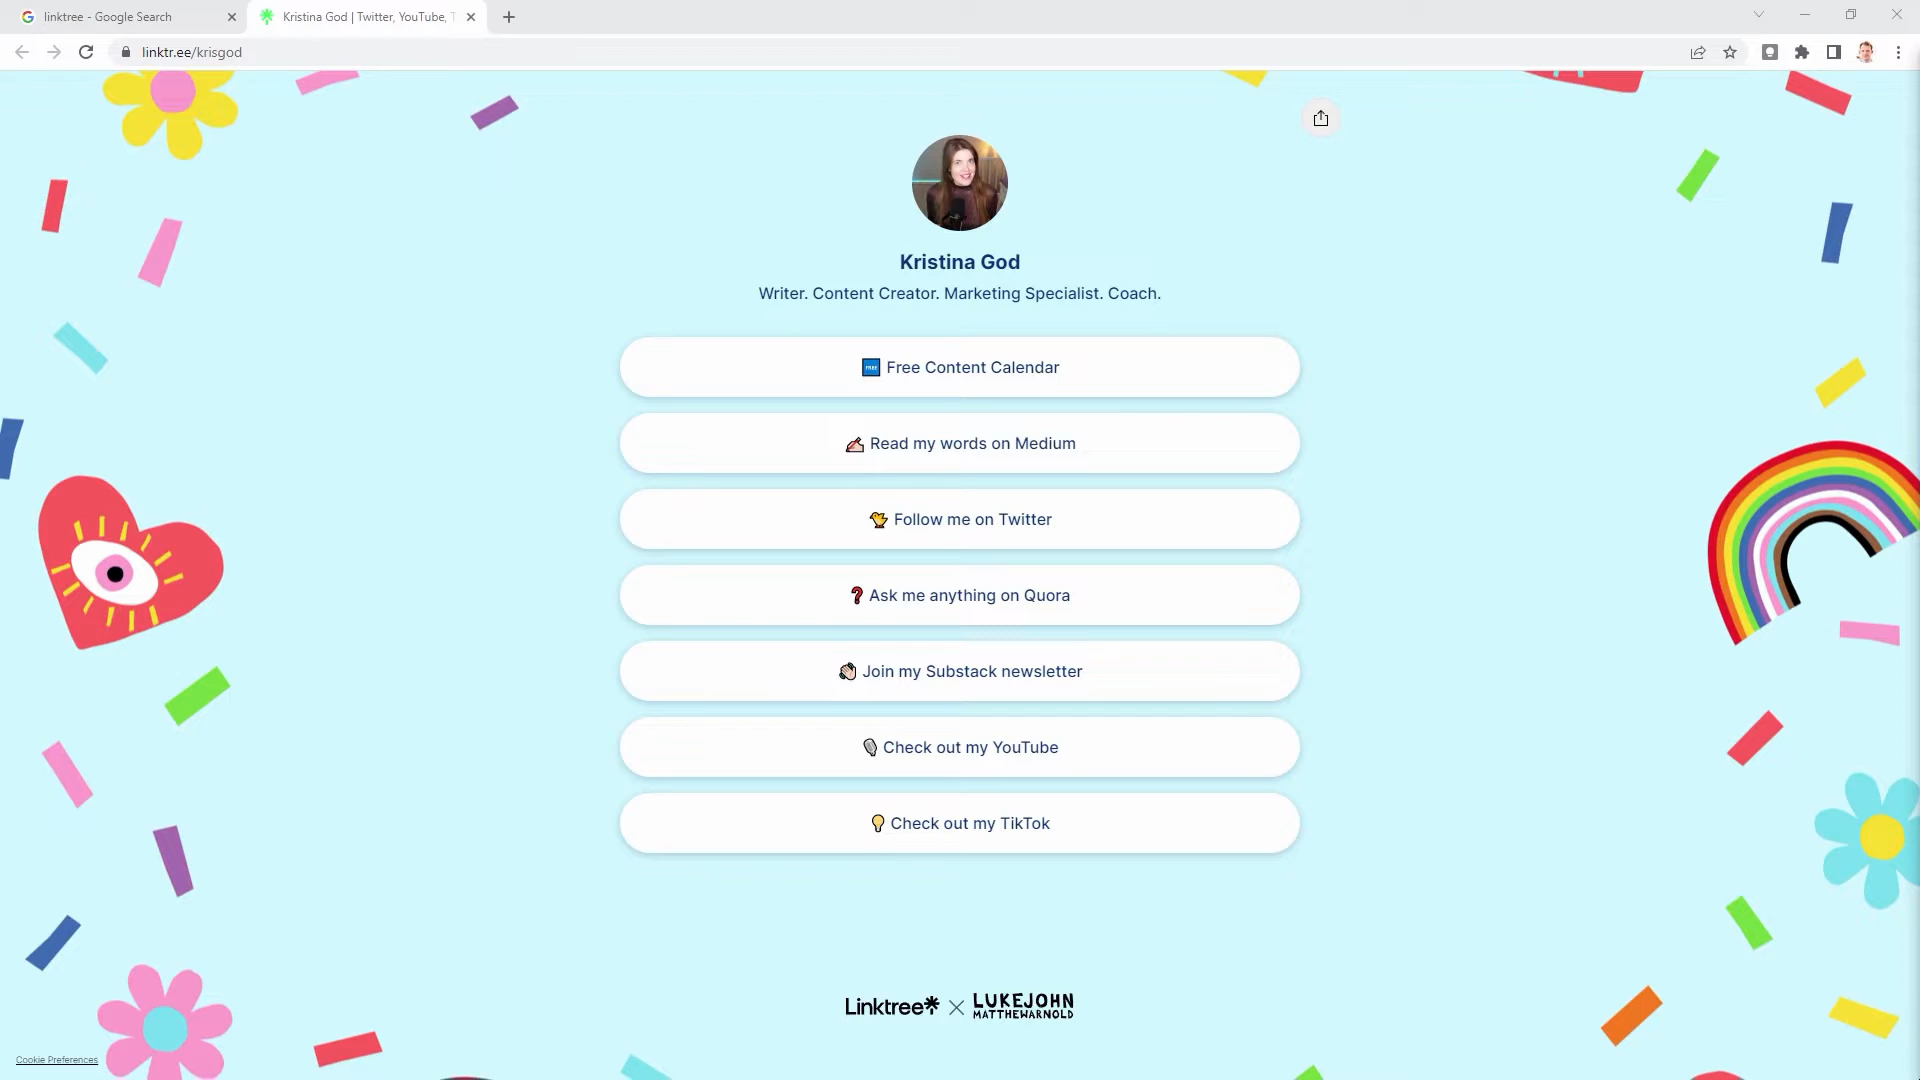 linktree - Google Search
Kristina God | Twitter, YouTube, T
linktr.ee/krisgod
Kristina God
Writer. Content Creator. Marketing Specialist. Coach.
FREE Free Content Calendar
Read my words on Medium
Follow me on Twitter
❓ Ask me anything on Quora
Join my Substack newsletter
Check out my YouTube
Check out my TikTok
Linktree* × LUKEJOHN
MATTHEWARNOLD
Cookie Preferences